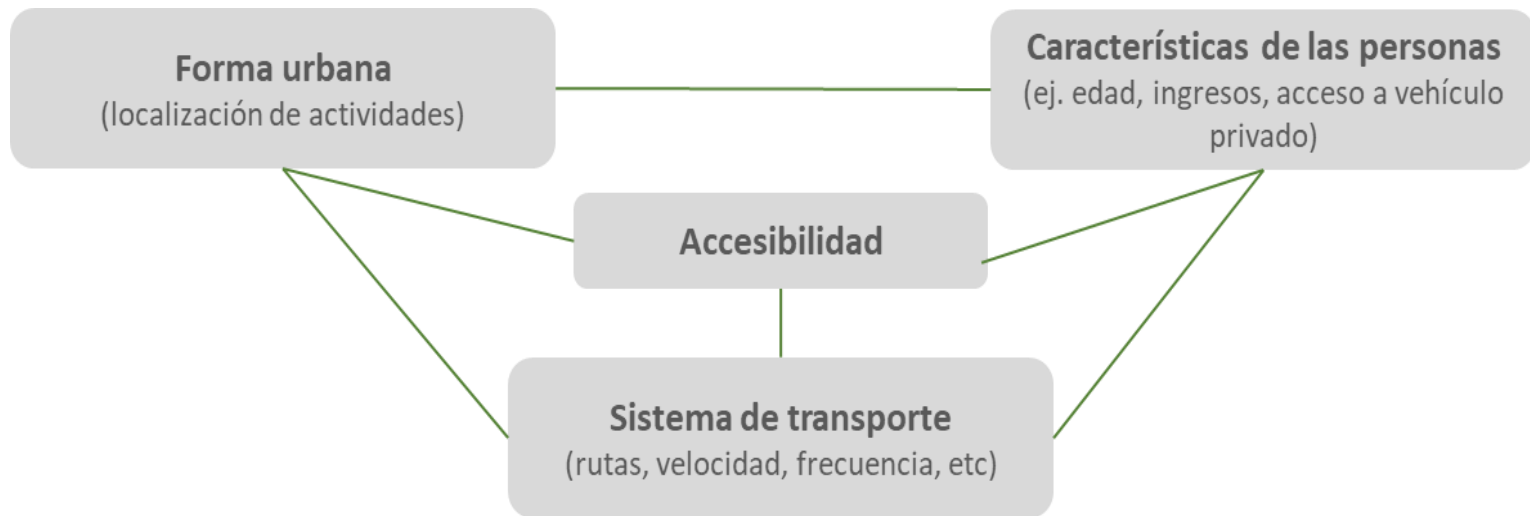 Forma urbana
(localización de actividades)
Característísticas de las personas
(ej. edad, ingresos, acceso a vehículo
privado)
Accesibilidad
Sistema de transporte
(rutas, velocidad, frecuencia, etc)